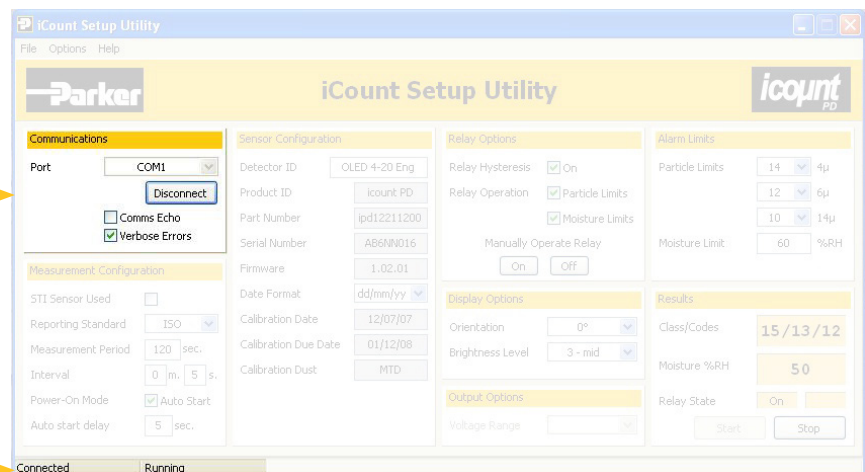 iCount Setup Utility
File Options Help
Parker
iCount Setup Utility
icount
PD
Communications
Port COM1
Disconnect
Comms Echo
Verbose Errors
Measurement Configuration
STI Sensor Used
Reporting Standard ISO
Measurement Period 120 sec.
Interval 0 m. 5 s.
Power-On Mode Auto Start
Auto start delay 5 sec.
Sensor Configuration
Detector ID OLED 4-20 Eng
Product ID icount PD
Part Number ipd12211200
Serial Number AB6NN016
Firmware 1.02.01
Date Format dd/mm/yy
Calibration Date 12/07/07
Calibration Due Date 01/12/08
Calibration Dust MTD
Relay Options
Relay Hysteresis On
Relay Operation Particle Limits
Moisture Limits
Manually Operate Relay
On Off
Display Options
Orientation 0°
Brightness Level 3 - mid
Output Options
Voltage Range
Alarm Limits
Particle Limits 14 4µ
12 6µ
10 14µ
Moisture Limit 60 %RH
Results
Class/Codes 15/13/12
Moisture %RH 50
Relay State On
Start Stop
Connected Running